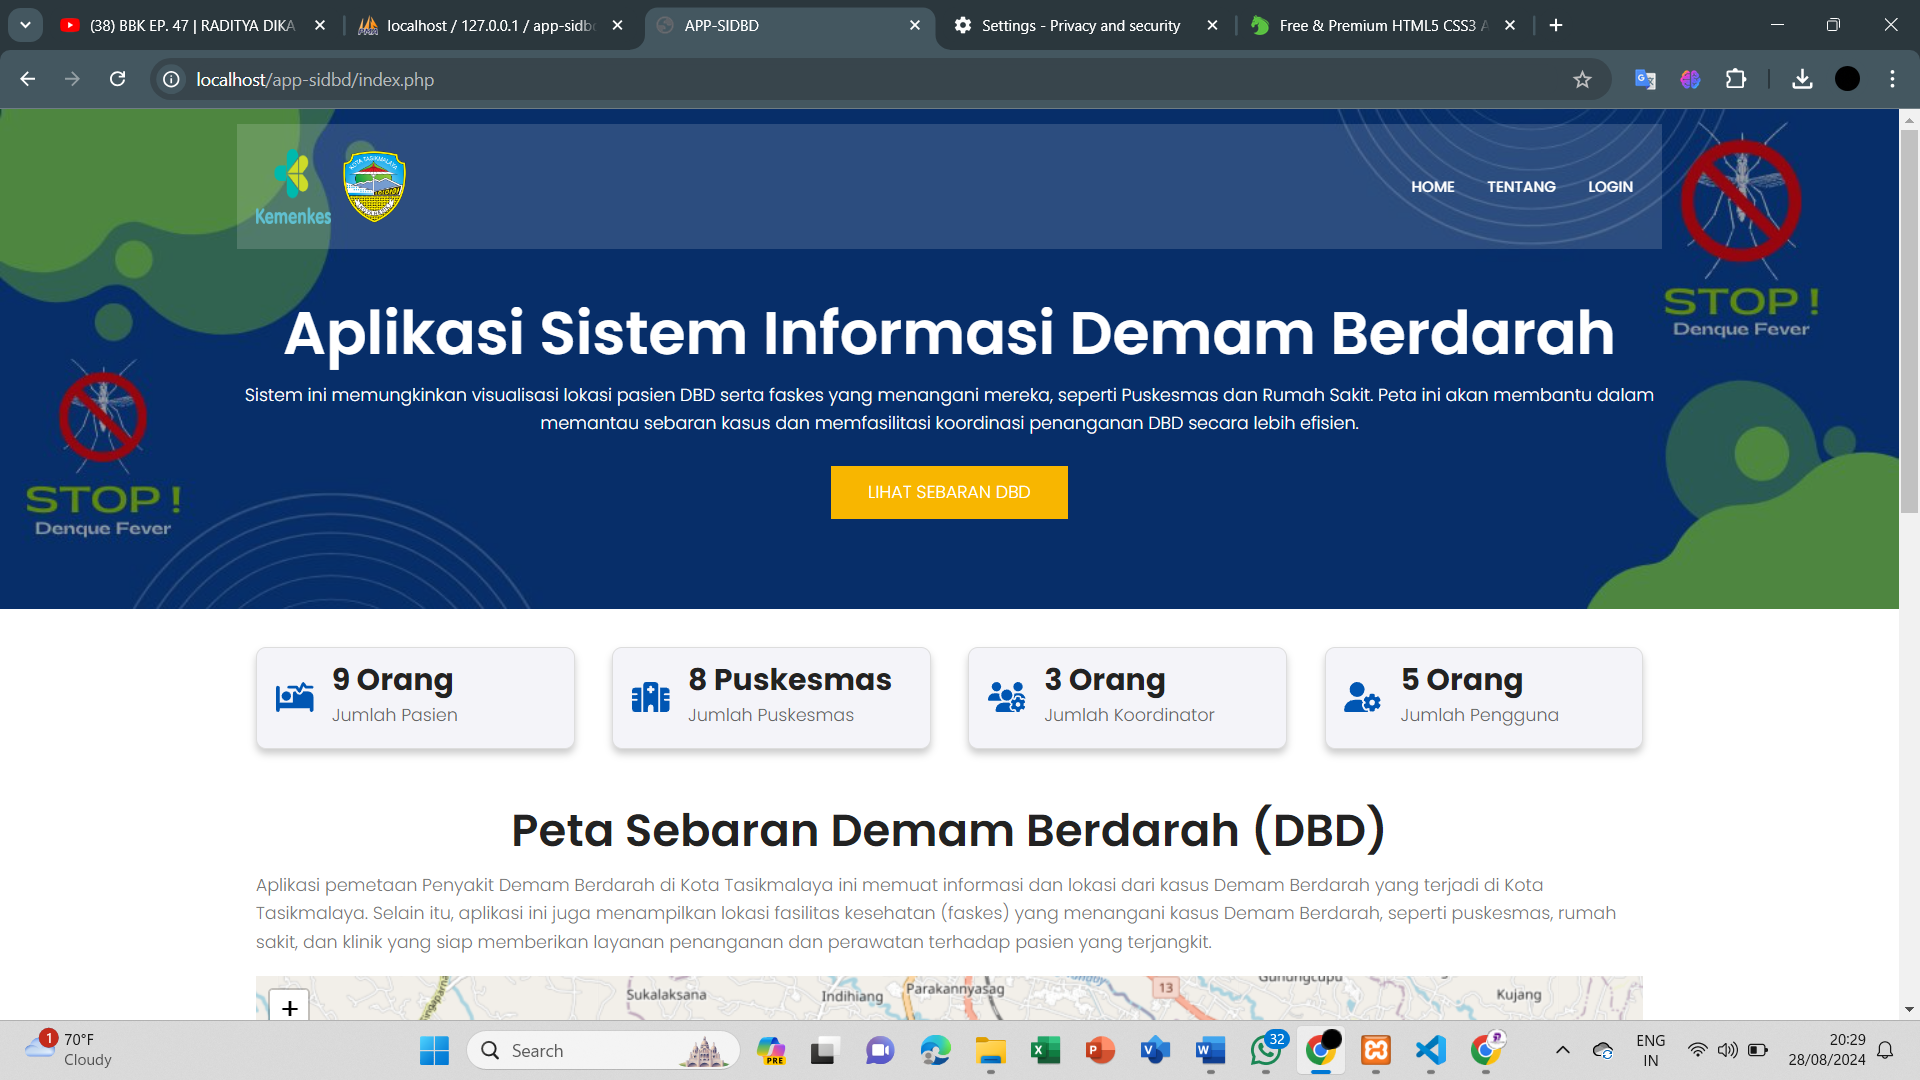 (38) BBK EP. 47 | RADITYA DIKA
localhost / 127.0.0.1 / app-sidbd
APP-SIDBD
Settings - Privacy and security
Free & Premium HTML5 CSS3 A
localhost/app-sidbd/index.php
Kemenkes
KOTA TASIKMALAYA
HOME
TENTANG
LOGIN
STOP !
Denque Fever
Aplikasi Sistem Informasi Demam Berdarah
Sistem ini memungkinkan visualisasi lokasi pasien DBD serta faskes yang menangani mereka, seperti Puskesmas dan Rumah Sakit. Peta ini akan membantu dalam
memantau sebaran kasus dan memfasilitasi koordinasi penanganan DBD secara lebih efisien.
LIHAT SEBARAN DBD
STOP !
Denque Fever
9 Orang
Jumlah Pasien
8 Puskesmas
Jumlah Puskesmas
3 Orang
Jumlah Koordinator
5 Orang
Jumlah Pengguna
Peta Sebaran Demam Berdarah (DBD)
Aplikasi pemetaan Penyakit Demam Berdarah di Kota Tasikmalaya ini memuat informasi dan lokasi dari kasus Demam Berdarah yang terjadi di Kota
Tasikmalaya. Selain itu, aplikasi ini juga menampilkan lokasi fasilitas kesehatan (faskes) yang menangani kasus Demam Berdarah, seperti puskesmas, rumah
sakit, dan klinik yang siap memberikan layanan penanganan dan perawatan terhadap pasien yang terjangkit.
+
Sukalaksana
Indihiang
Parakannyasag
13
Gunungcupu
Kujang
1
70°F
Cloudy
Search
PRE
32
ENG
IN
20:29
28/08/2024